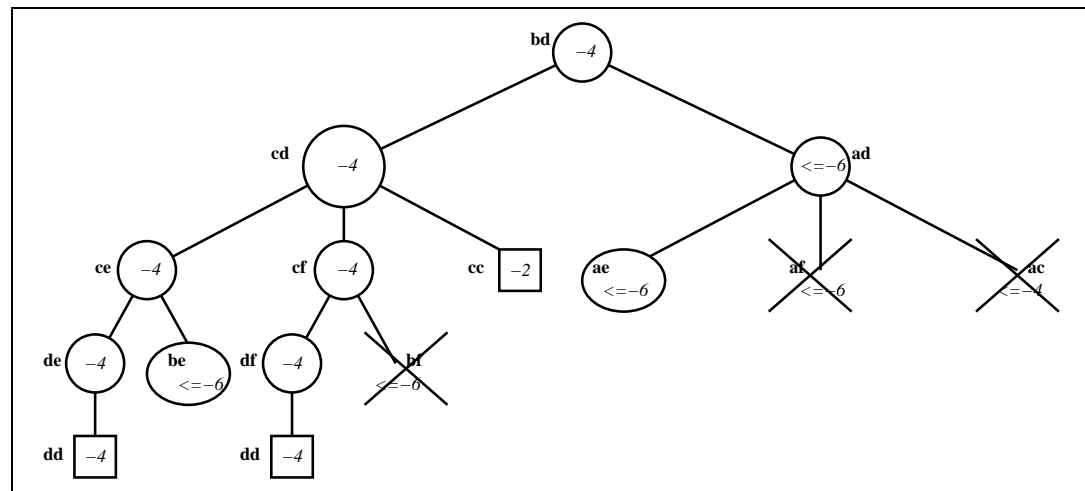 bd −4
cd −4
<=−6 ad
ce −4
cf −4
cc −2
ae <=−6
af <=−6
ac <=−4
de −4
be <=−6
df −4
bf <=−6
dd −4
dd −4